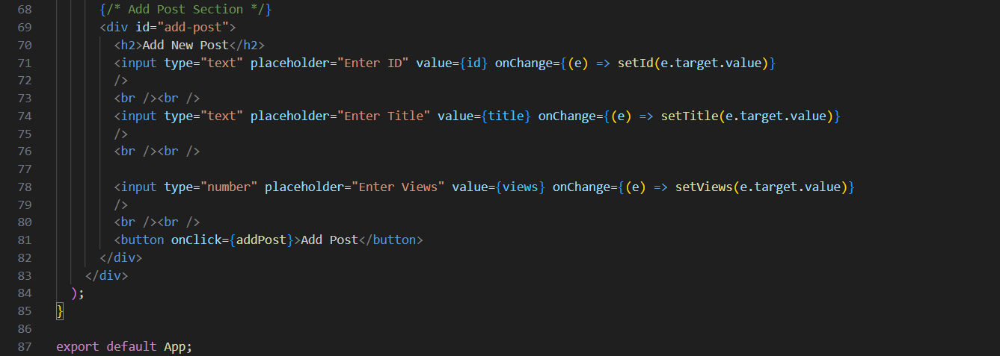 68 {/* Add Post Section */}
69 <div id="add-post">
70 <h2>Add New Post</h2>
71 <input type="text" placeholder="Enter ID" value={id} onChange={(e) => setId(e.target.value)}
72 />
73 <br /><br />
74 <input type="text" placeholder="Enter Title" value={title} onChange={(e) => setTitle(e.target.value)}
75 />
76 <br /><br />
77
78 <input type="number" placeholder="Enter Views" value={views} onChange={(e) => setViews(e.target.value)}
79 />
80 <br /><br />
81 <button onClick={addPost}>Add Post</button>
82 </div>
83 </div>
84 );
85 }
86
87 export default App;